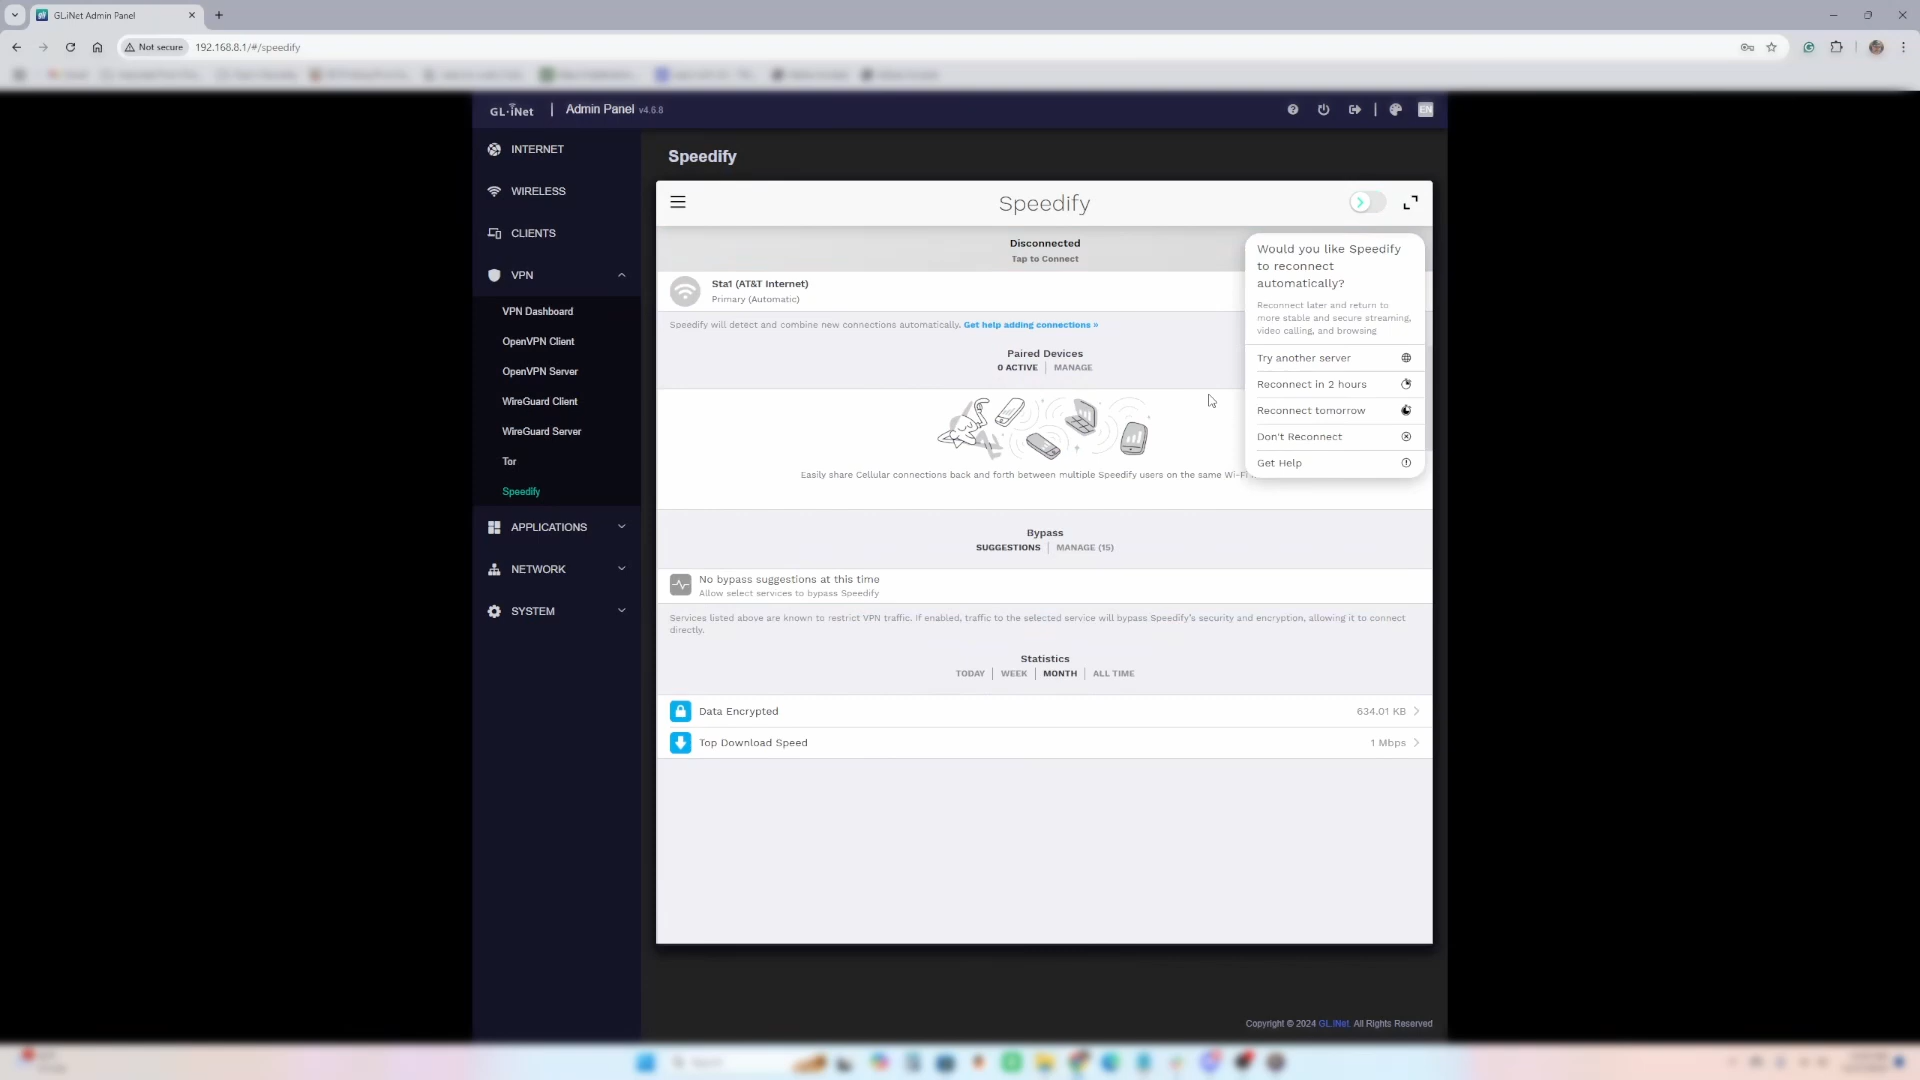 GL.iNet Admin Panel
Not secure
192.168.8.1/#/speedify
GL·iNet | Admin Panel v4.6.8
EN
INTERNET
WIRELESS
CLIENTS
VPN
VPN Dashboard
OpenVPN Client
OpenVPN Server
WireGuard Client
WireGuard Server
Tor
Speedify
APPLICATIONS
NETWORK
SYSTEM
Speedify
Speedify
Disconnected
Tap to Connect
Sta1 (AT&T Internet)
Primary (Automatic)
Speedify will detect and combine new connections automatically. Get help adding connections »
Paired Devices
0 ACTIVE | MANAGE
Easily share Cellular connections back and forth between multiple Speedify users on the same Wi-Fi
Would you like Speedify
to reconnect
automatically?
Reconnect later and return to
more stable and secure streaming,
video calling, and browsing
Try another server
Reconnect in 2 hours
Reconnect tomorrow
Don't Reconnect
Get Help
Bypass
SUGGESTIONS | MANAGE (15)
No bypass suggestions at this time
Allow select services to bypass Speedify
Services listed above are known to restrict VPN traffic. If enabled, traffic to the selected service will bypass Speedify's security and encryption, allowing it to connect
directly.
Statistics
TODAY | WEEK | MONTH | ALL TIME
Data Encrypted 634.01 KB
Top Download Speed 1 Mbps
Copyright © 2024 GL.iNet. All Rights Reserved